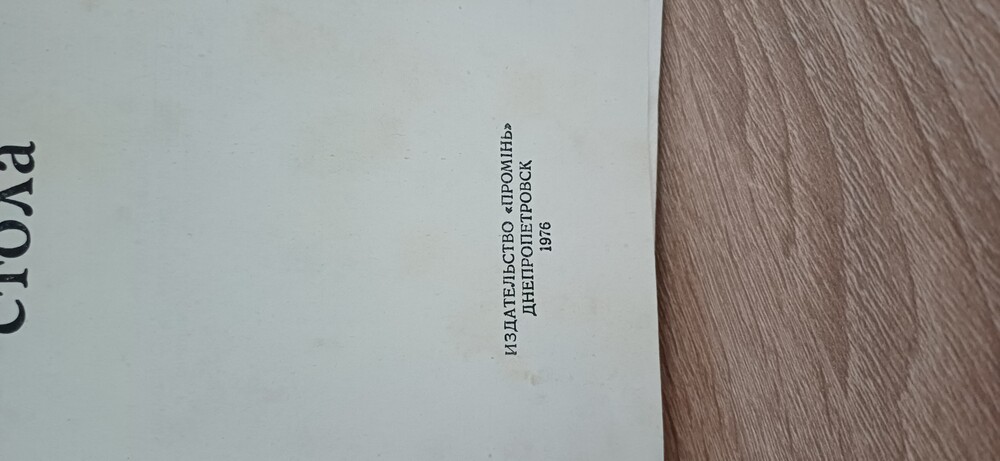 стола
ИЗДАТЕЛЬСТВО «ПРОМІНЬ»
ДНЕПРОПЕТРОВСК
1976